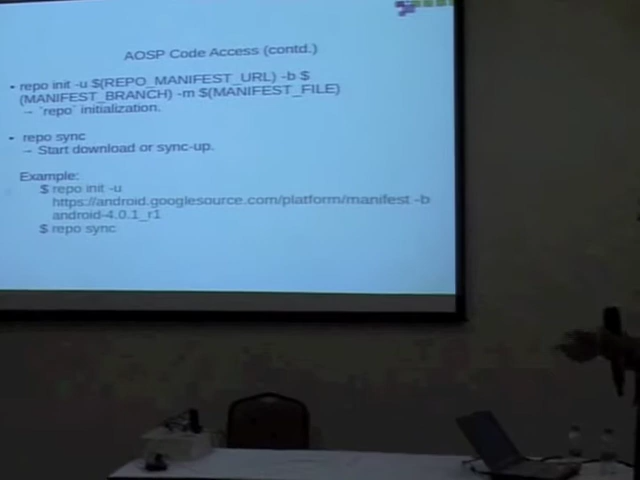 AOSP Code Access (contd.)
• repo init -u $(REPO_MANIFEST_URL) -b $
(MANIFEST_BRANCH) -m $(MANIFEST_FILE)
→ `repo` initialization.
• repo sync
→ Start download or sync-up.
Example:
$ repo init -u
https://android.googlesource.com/platform/manifest -b
android-4.0.1_r1
$ repo sync